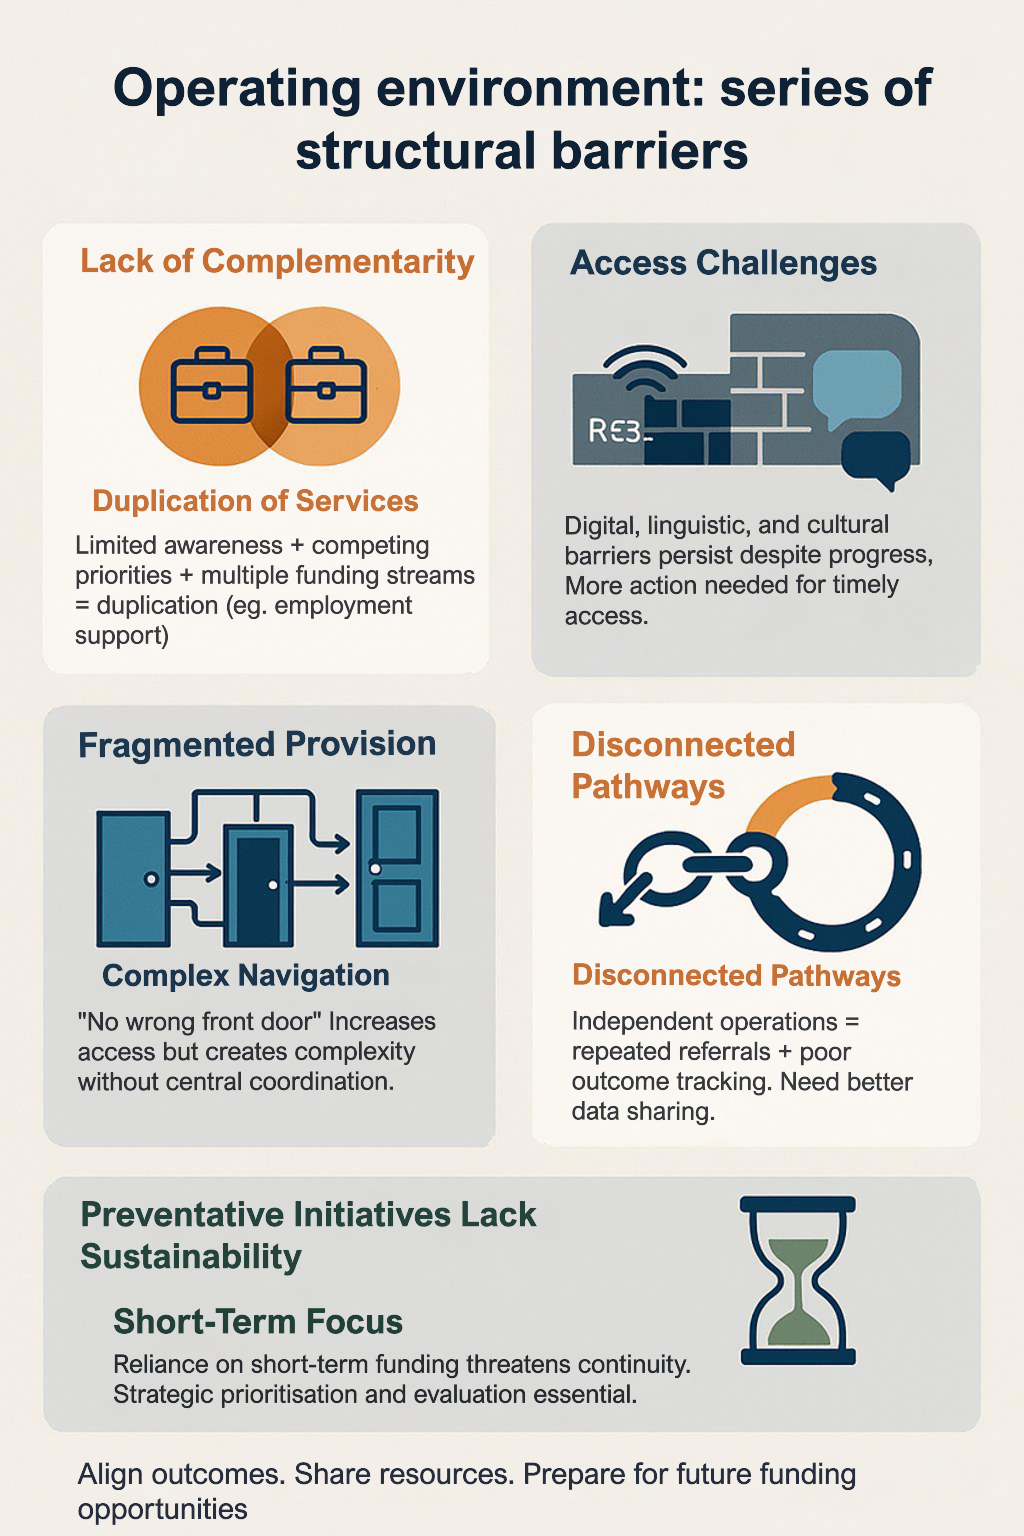 Operating environment: series of
structural barriers
Lack of Complementarity
Duplication of Services
Limited awareness + competing
priorities + multiple funding streams
= duplication (eg. employment
support)
Access Challenges
REB_
Digital, linguistic, and cultural
barriers persist despite progress,
More action needed for timely
access.
Fragmented Provision
Complex Navigation
"No wrong front door" Increases
access but creates complexity
without central coordination.
Disconnected
Pathways
Disconnected Pathways
Independent operations =
repeated referrals + poor
outcome tracking. Need better
data sharing.
Preventative Initiatives Lack
Sustainability
Short-Term Focus
Reliance on short-term funding threatens continuity.
Strategic prioritisation and evaluation essential.
Align outcomes. Share resources. Prepare for future funding
opportunities